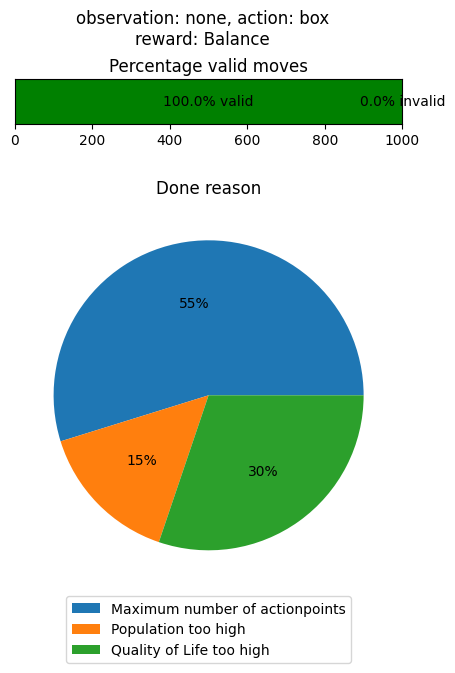 observation: none, action: box
reward: Balance
Percentage valid moves
100.0% valid
0.0% invalid
0 200 400 600 800 1000
Done reason
55%
15%
30%
Maximum number of actionpoints
Population too high
Quality of Life too high